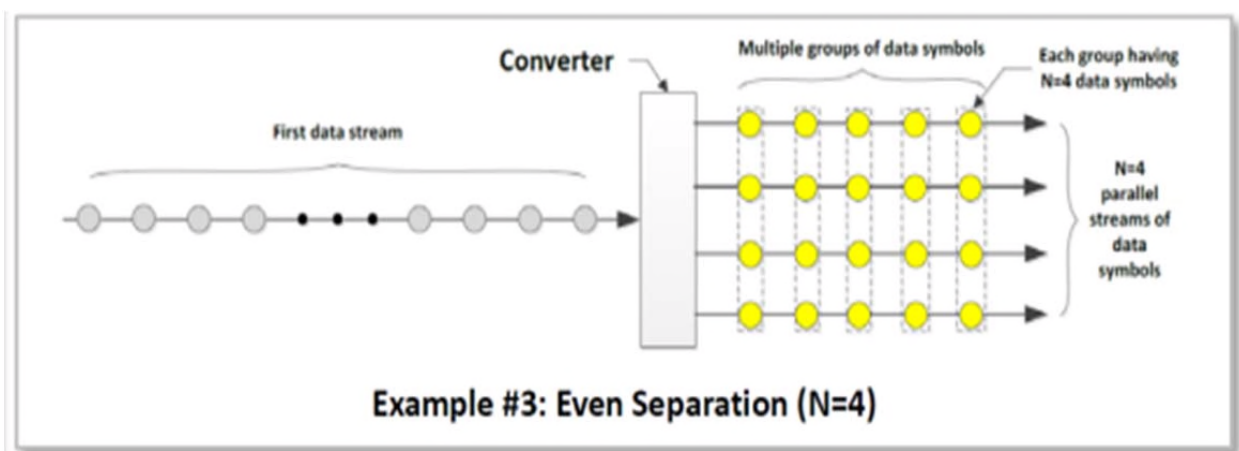 Converter
Multiple groups of data symbols
Each group having
N=4 data symbols
First data stream
N=4
parallel
streams of
data
symbols
Example #3: Even Separation (N=4)